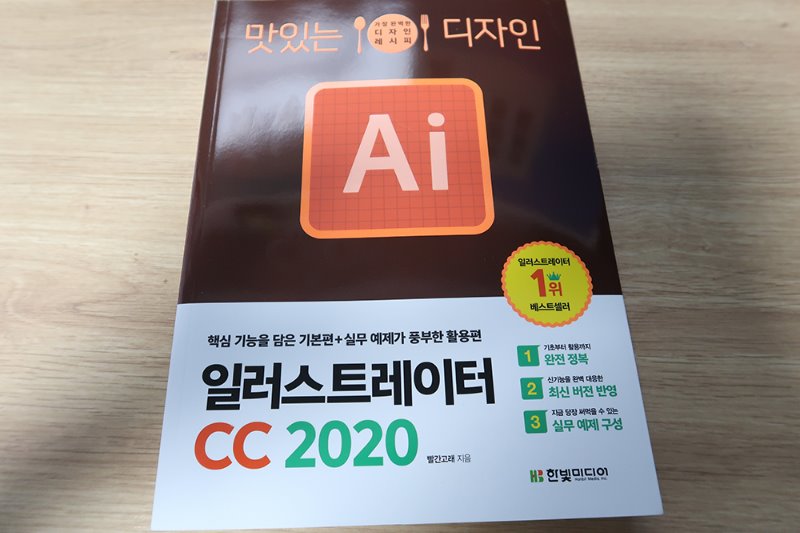 맛있는 디자인
가장 완벽한
디자인
레시피
Ai
일러스트레이터
1위
베스트셀러
핵심 기능을 담은 기본편+실무 예제가 풍부한 활용편
일러스트레이터
CC 2020
빨간고래 지음
1 기초부터 활용까지
완전 정복
2 신기능을 완벽 대응한
최신 버전 반영
3 지금 당장 써먹을 수 있는
실무 예제 구성
HB 한빛미디어
Hanbit Media, Inc.